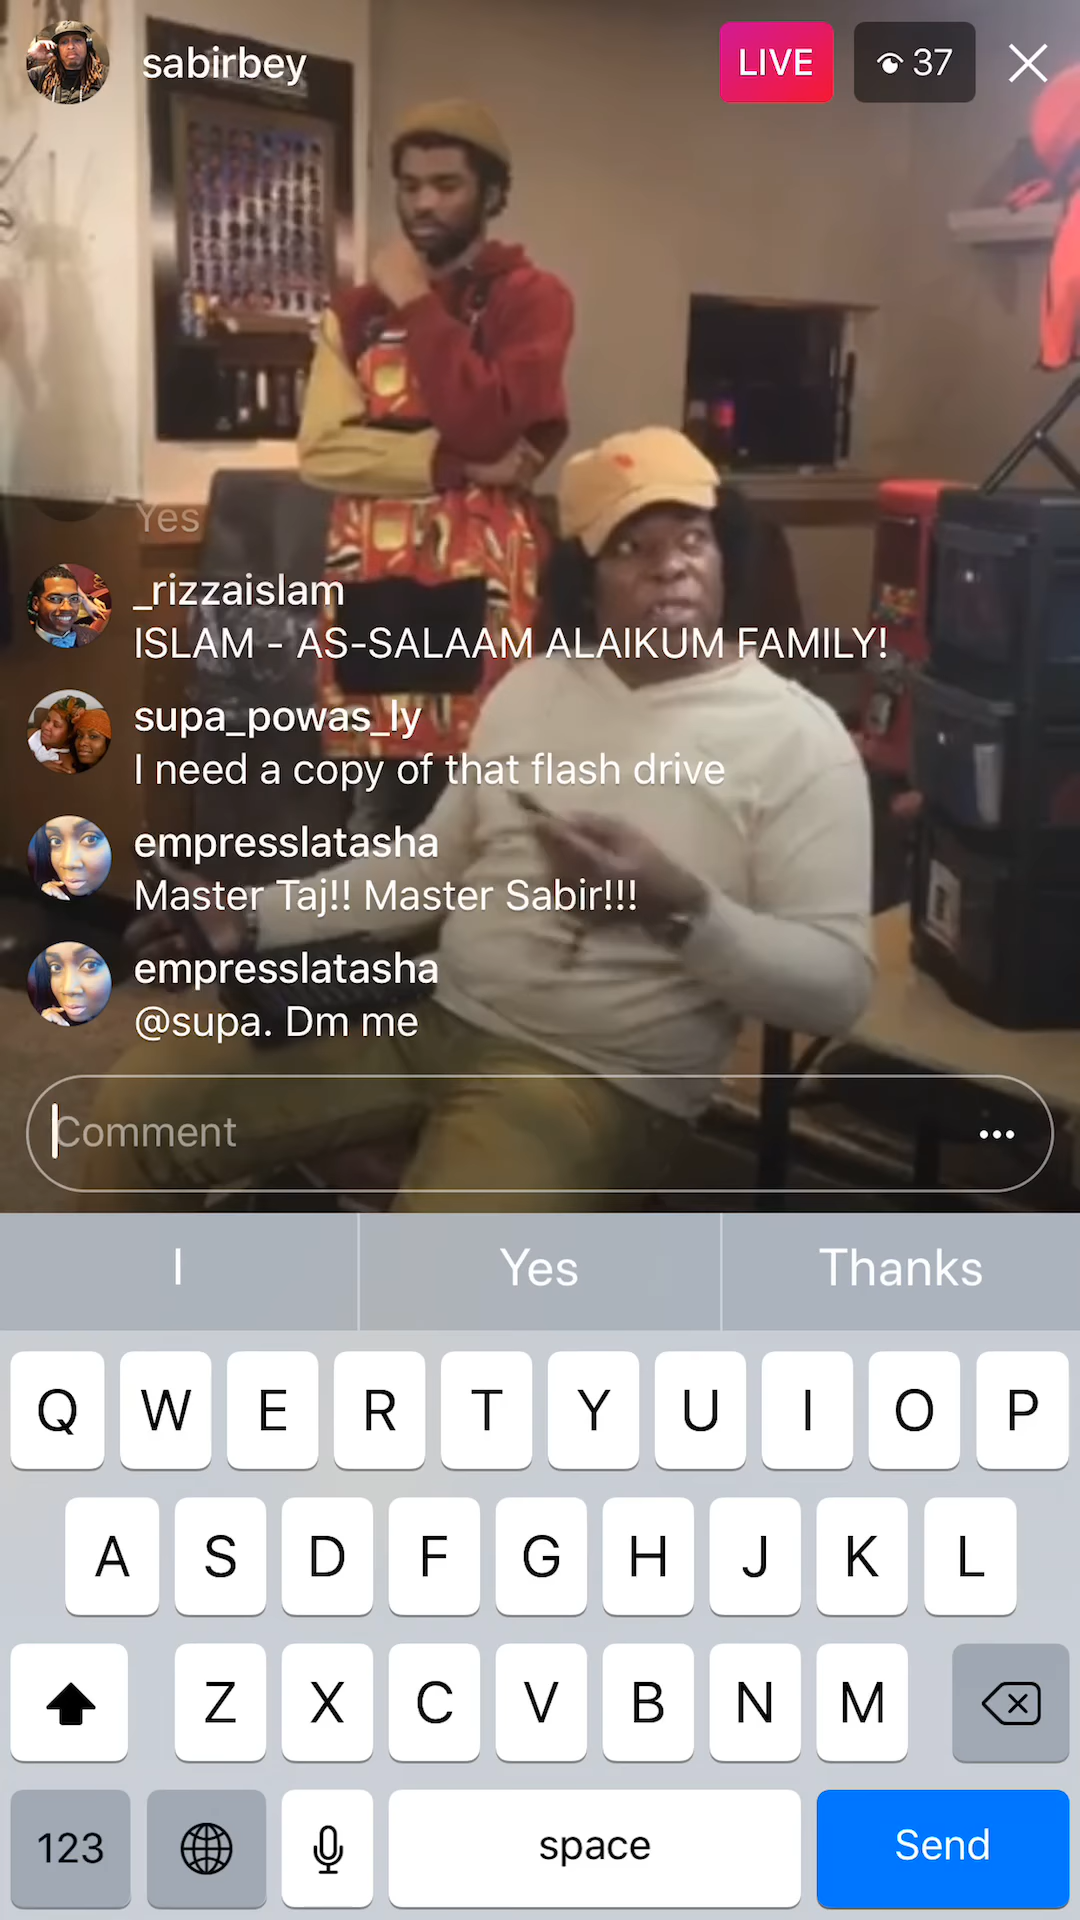 sabirbey
LIVE
37
Yes
_rizzaislam
ISLAM - AS-SALAAM ALAIKUM FAMILY!
supa_powas_ly
I need a copy of that flash drive
empresslatasha
Master Taj!! Master Sabir!!!
empresslatasha
@supa. Dm me
Comment
I Yes Thanks
Q W E R T Y U I O P
A S D F G H J K L
Z X C V B N M
123 space Send